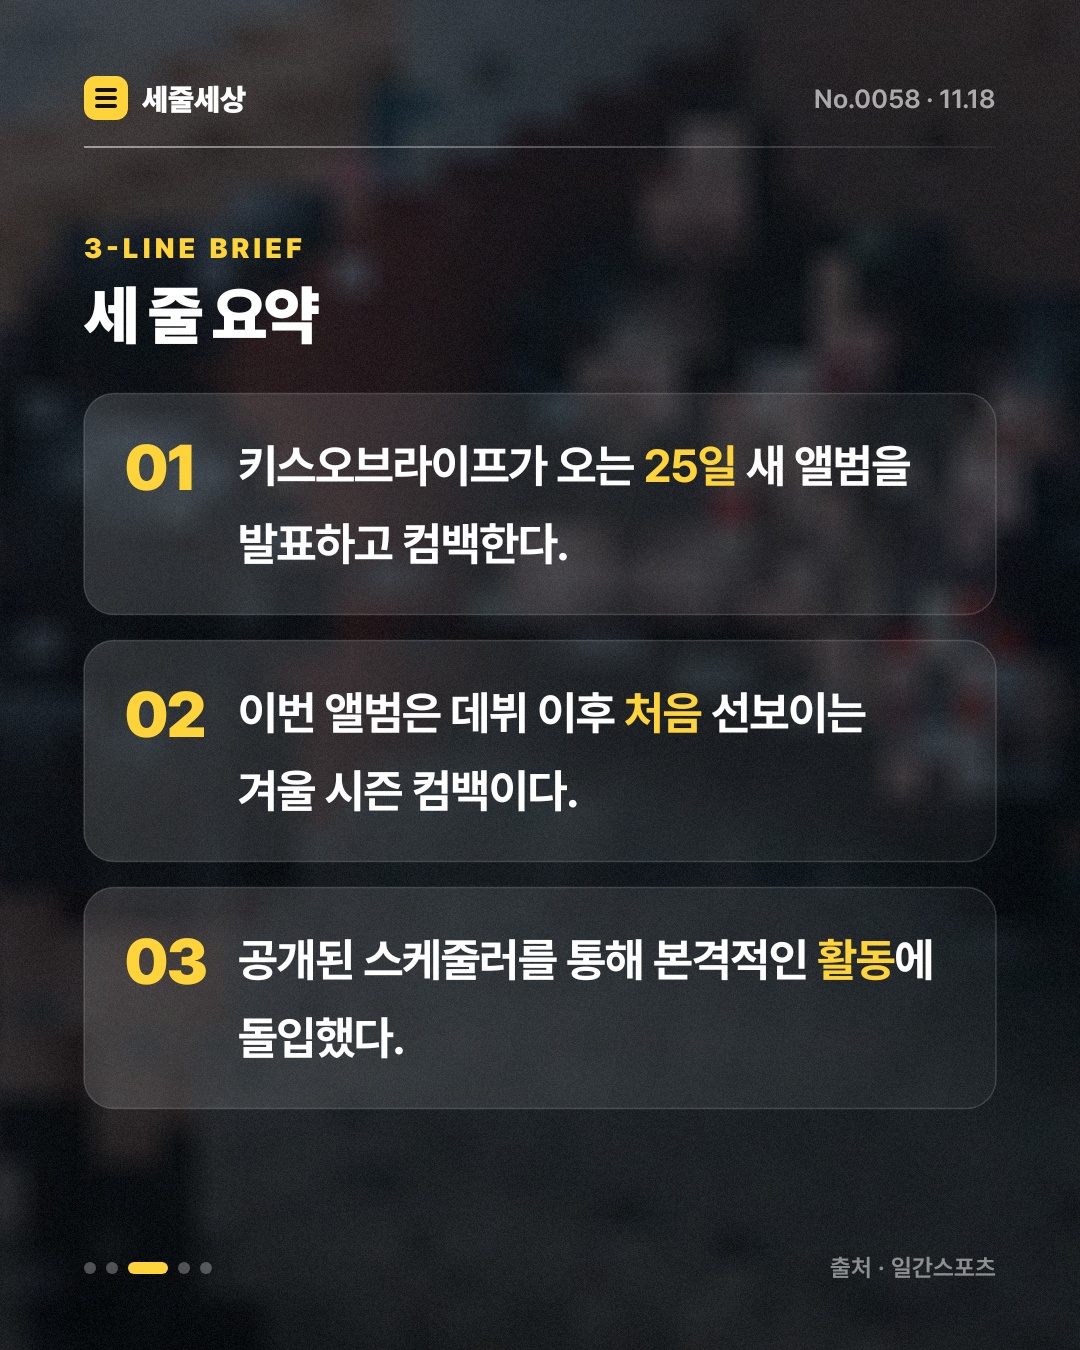 세줄세상
No.0058 · 11.18
3-LINE BRIEF
세 줄 요약
01 키스오브라이프가 오는 25일 새 앨범을
발표하고 컴백한다.
02 이번 앨범은 데뷔 이후 처음 선보이는
겨울 시즌 컴백이다.
03 공개된 스케줄러를 통해 본격적인 활동에
돌입했다.
출처 · 일간스포츠